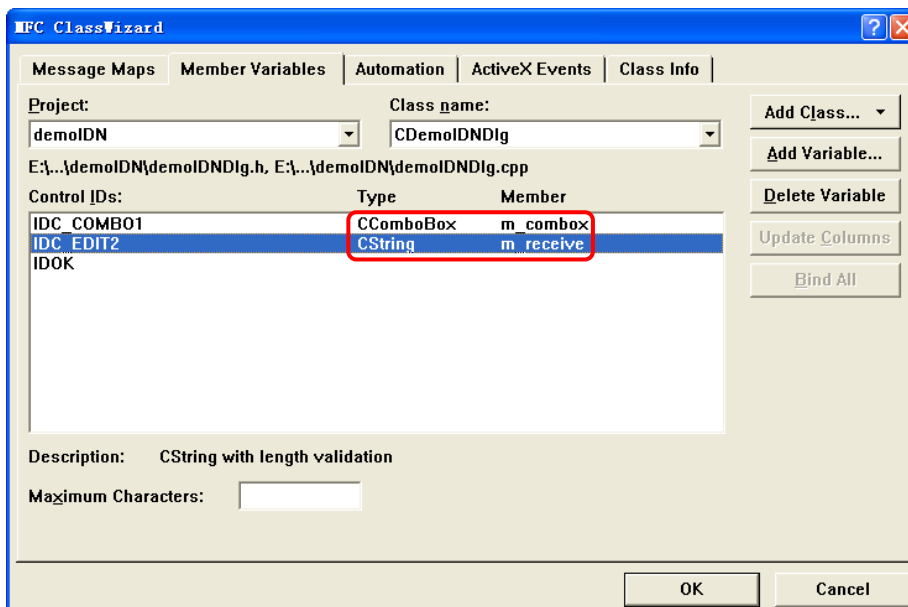 MFC ClassWizard
Message Maps Member Variables Automation ActiveX Events Class Info
Project: Class name:
demoIDN CDemoIDNDlg
Add Class...
E:\...\demoIDN\demoIDNDlg.h, E:\...\demoIDN\demoIDNDlg.cpp
Add Variable...
Control IDs: Type Member
Delete Variable
IDC_COMBO1 CComboBox m_combox
IDC_EDIT2 CString m_receive
Update Columns
IDOK
Bind All
Description: CString with length validation
Maximum Characters:
OK Cancel